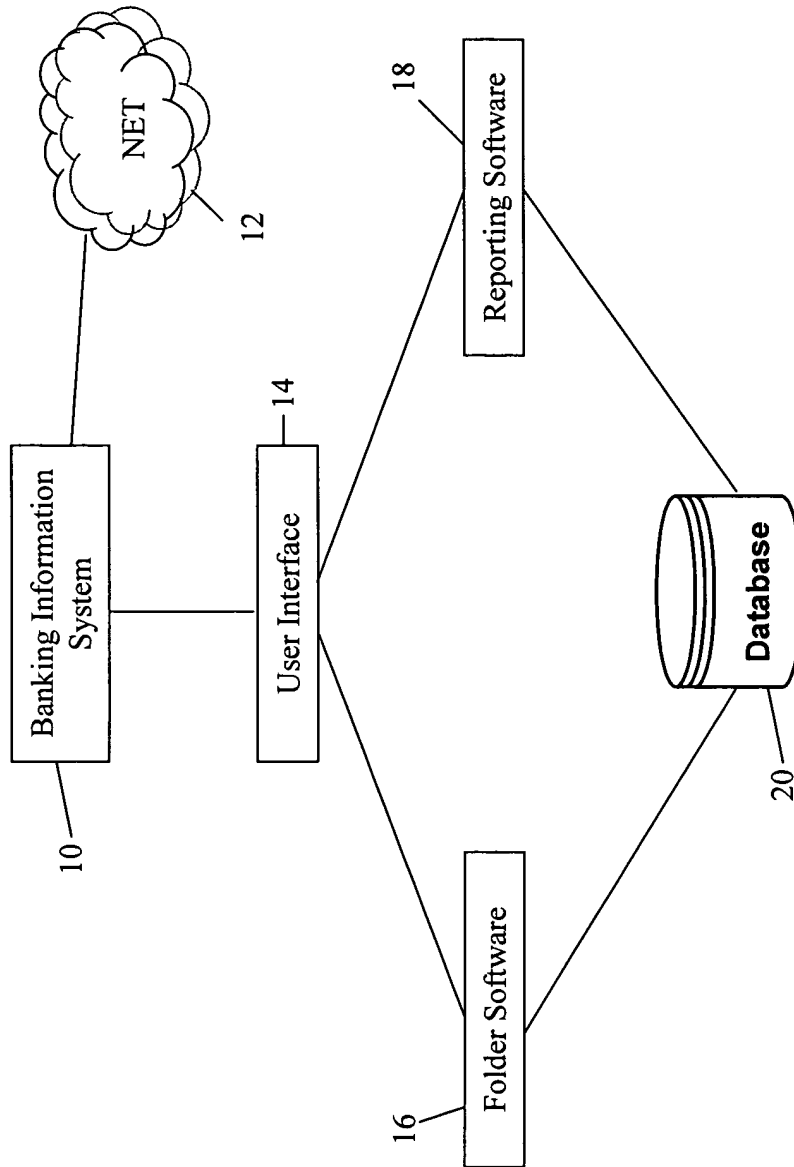 NET
12
Banking Information
System
10
User Interface
14
Reporting Software
18
Folder Software
16
Database
20